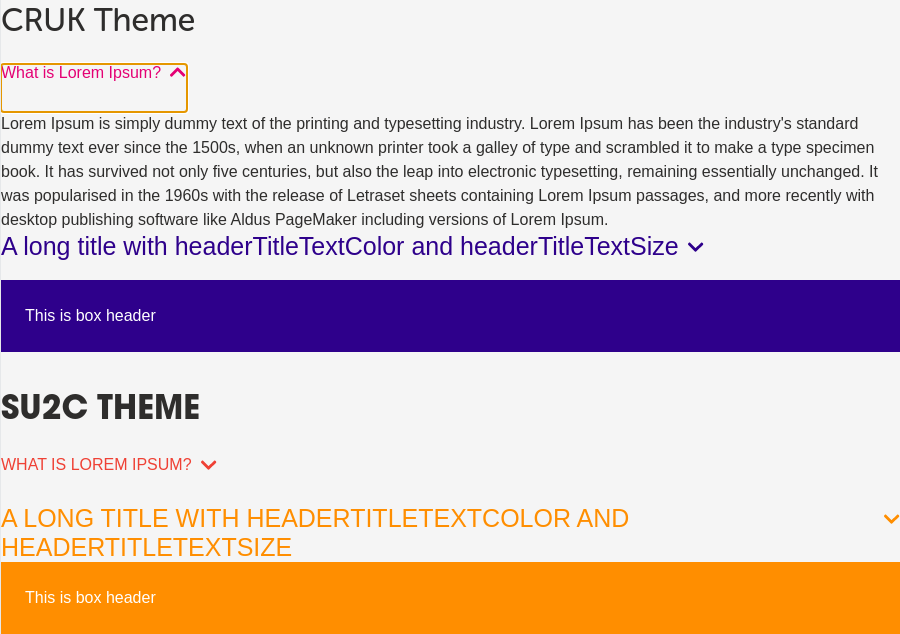 CRUK Theme
What is Lorem Ipsum?
Lorem Ipsum is simply dummy text of the printing and typesetting industry. Lorem Ipsum has been the industry's standard
dummy text ever since the 1500s, when an unknown printer took a galley of type and scrambled it to make a type specimen
book. It has survived not only five centuries, but also the leap into electronic typesetting, remaining essentially unchanged. It
was popularised in the 1960s with the release of Letraset sheets containing Lorem Ipsum passages, and more recently with
desktop publishing software like Aldus PageMaker including versions of Lorem Ipsum.
A long title with headerTitleTextColor and headerTitleTextSize
This is box header
SU2C THEME
WHAT IS LOREM IPSUM?
A LONG TITLE WITH HEADERTITLETEXTCOLOR AND
HEADERTITLETEXTSIZE
This is box header